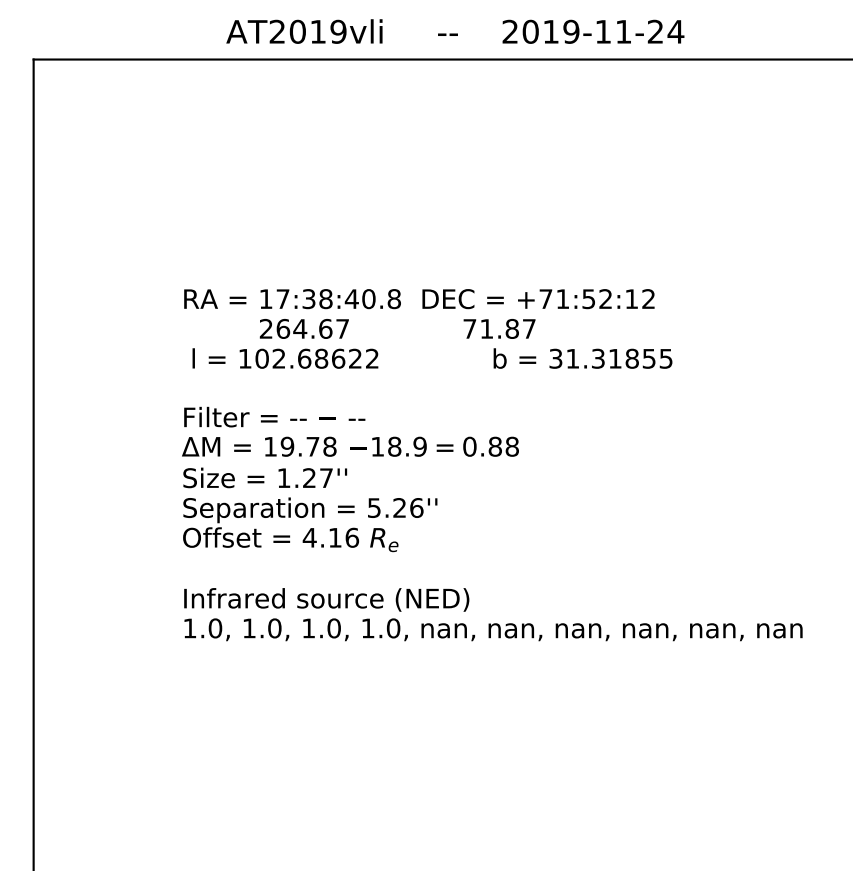 AT2019vli -- 2019-11-24
RA = 17:38:40.8 DEC = +71:52:12
264.67 71.87
l = 102.68622 b = 31.31855
Filter = -- − --
ΔM = 19.78 −18.9 = 0.88
Size = 1.27''
Separation = 5.26''
Offset = 4.16 Rₑ
Infrared source (NED)
1.0, 1.0, 1.0, 1.0, nan, nan, nan, nan, nan, nan